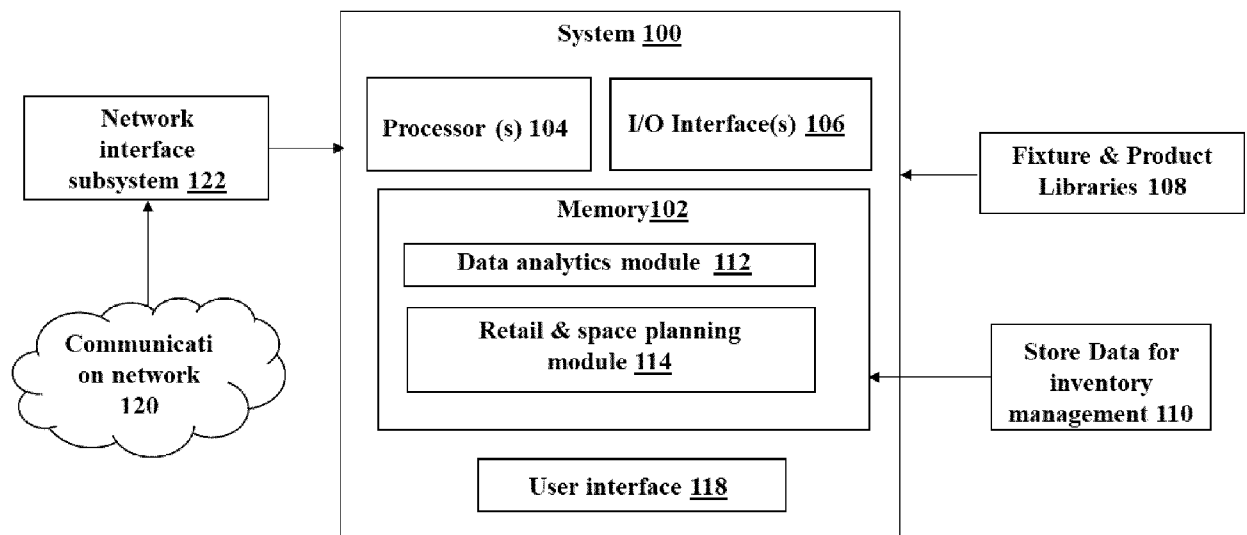 System 100
Network
interface
subsystem 122
Processor (s) 104
I/O Interface(s) 106
Fixture & Product
Libraries 108
Memory102
Data analytics module 112
Retail & space planning
module 114
Communicati
on network
120
Store Data for
inventory
management 110
User interface 118